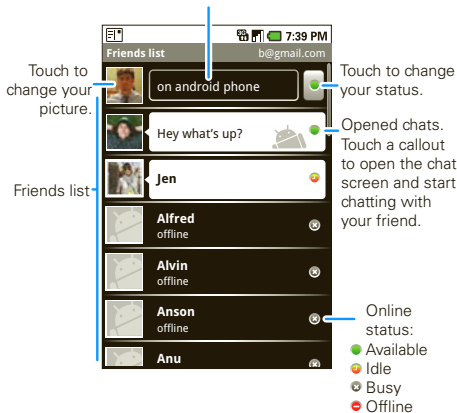 7:39 PM
Friends list
b@gmail.com
Touch to
change your
picture.
on android phone
Touch to change
your status.
Hey what's up?
Opened chats.
Touch a callout
to open the chat
screen and start
chatting with
your friend.
Friends list
Jen
Alfred
offline
Alvin
offline
Anson
offline
Anu
Online
status:
Available
Idle
Busy
Offline